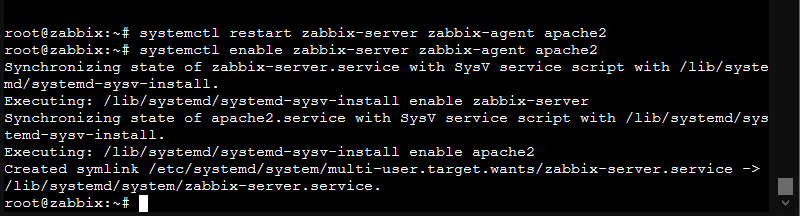 root@zabbix:~# systemctl restart zabbix-server zabbix-agent apache2
root@zabbix:~# systemctl enable zabbix-server zabbix-agent apache2
Synchronizing state of zabbix-server.service with SysV service script with /lib/syste
md/systemd-sysv-install.
Executing: /lib/systemd/systemd-sysv-install enable zabbix-server
Synchronizing state of apache2.service with SysV service script with /lib/systemd/sys
temd-sysv-install.
Executing: /lib/systemd/systemd-sysv-install enable apache2
Created symlink /etc/systemd/system/multi-user.target.wants/zabbix-server.service ->
/lib/systemd/system/zabbix-server.service.
root@zabbix:~#